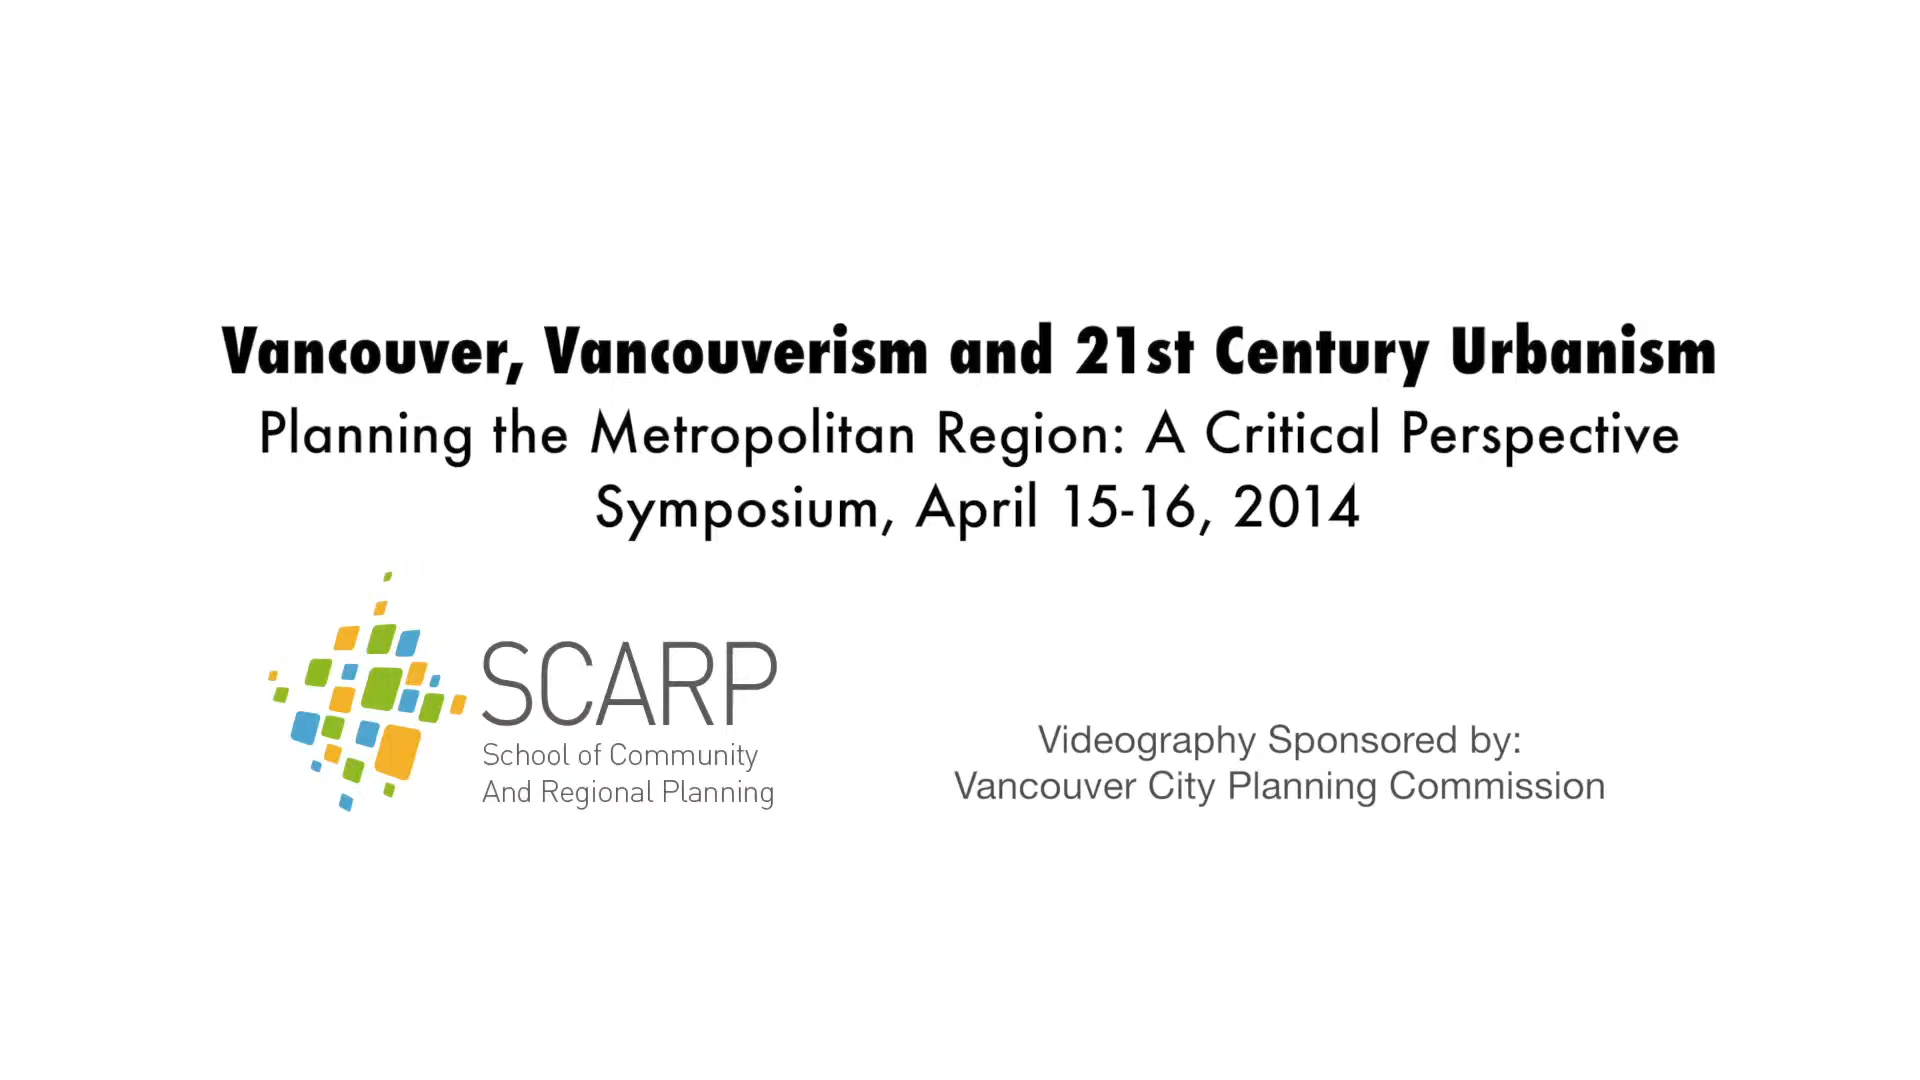 Vancouver, Vancouverism and 21st Century Urbanism
Planning the Metropolitan Region: A Critical Perspective
Symposium, April 15-16, 2014
SCARP
School of Community
And Regional Planning
Videography Sponsored by:
Vancouver City Planning Commission